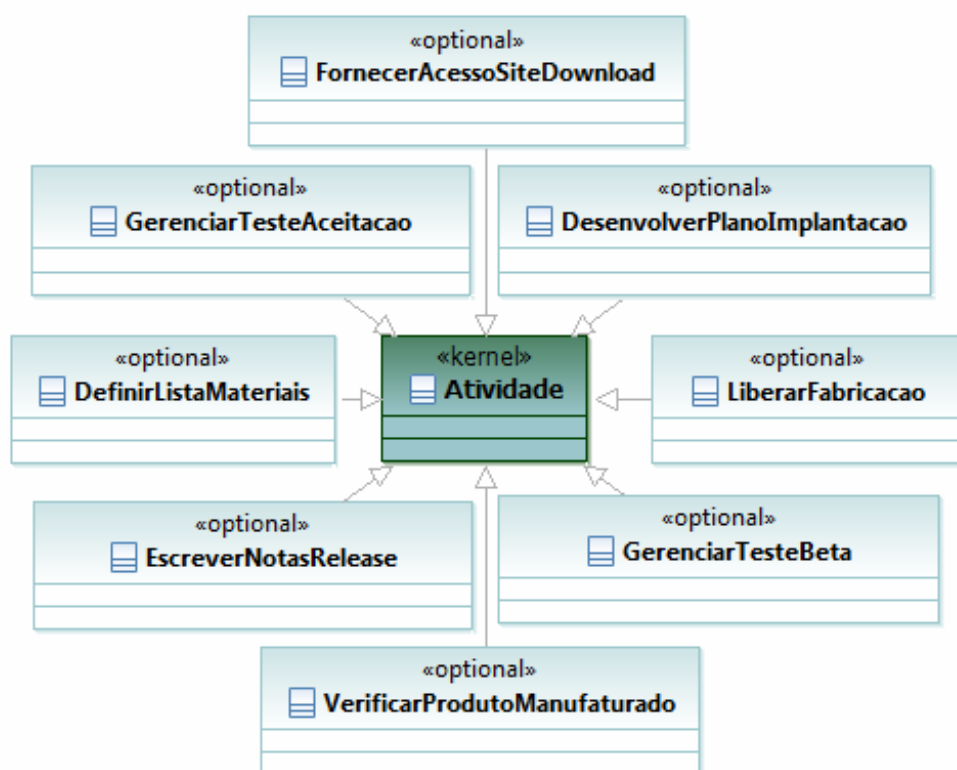 «optional»
FornecerAcessoSiteDownload
«optional»
GerenciarTesteAceitacao
«optional»
DesenvolverPlanoImplantacao
«optional»
DefinirListaMateriais
«kernel»
Atividade
«optional»
LiberarFabricacao
«optional»
EscreverNotasRelease
«optional»
GerenciarTesteBeta
«optional»
VerificarProdutoManufaturado